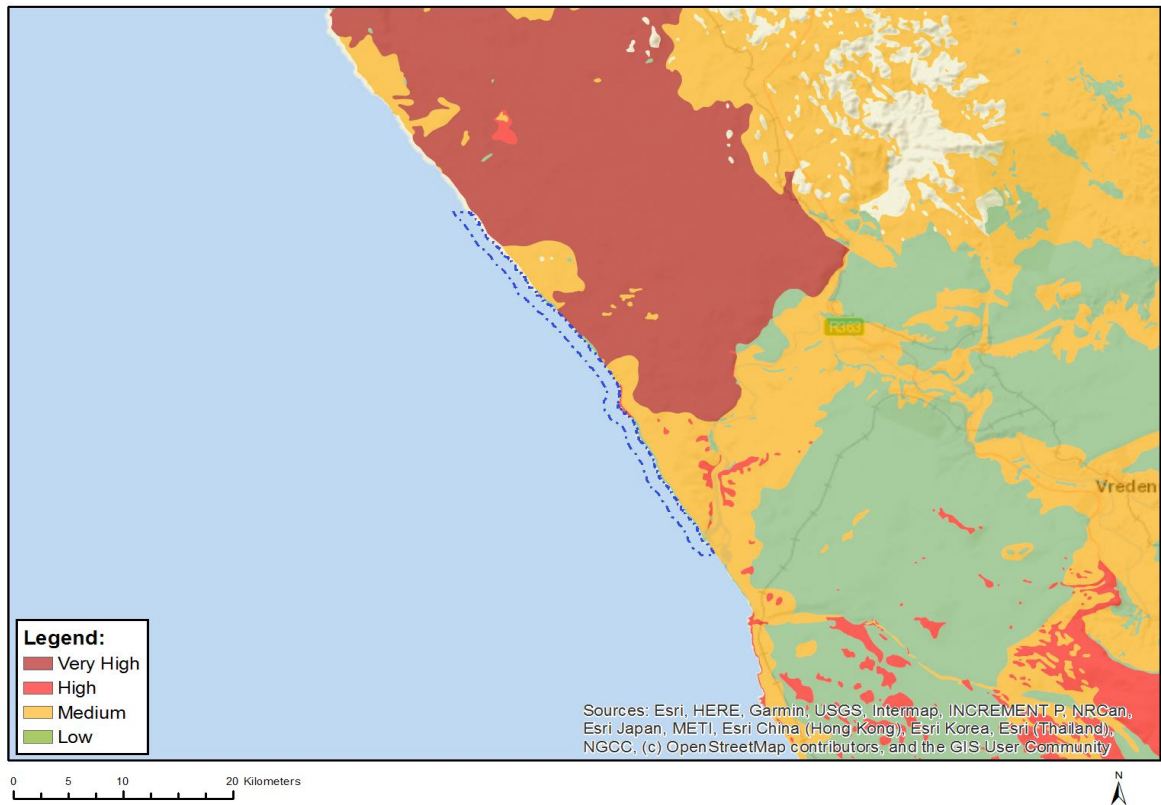 R363
Vreden
Legend:
Very High
High
Medium
Low
Sources: Esri, HERE, Garmin, USGS, Intermap, INCREMENT P, NRCan,
Esri Japan, METI, Esri China (Hong Kong), Esri Korea, Esri (Thailand),
NGCC, (c) OpenStreetMap contributors, and the GIS User Community
0 5 10 20 Kilometers
N